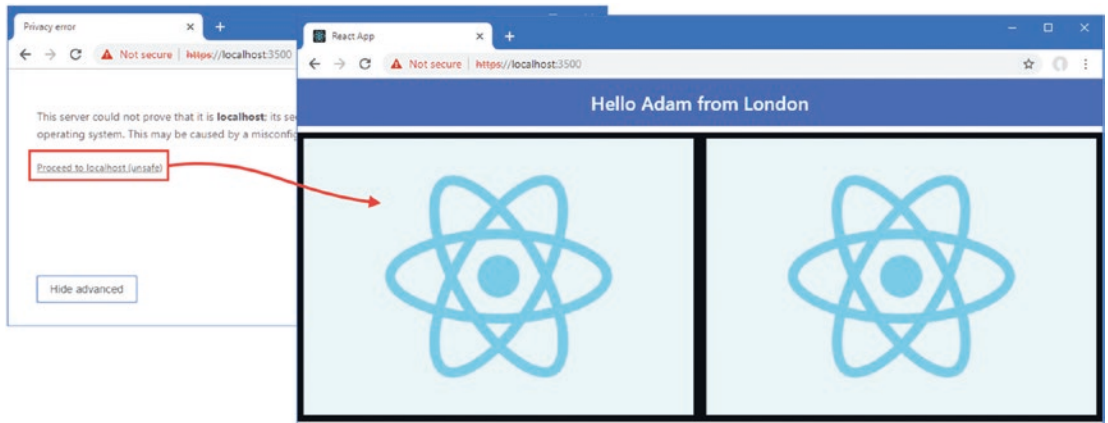 Privacy error
Not secure | https://localhost:3500
This server could not prove that it is localhost; its se
operating system. This may be caused by a misconfig
Proceed to localhost (unsafe)
Hide advanced
React App
Not secure | https://localhost:3500
Hello Adam from London